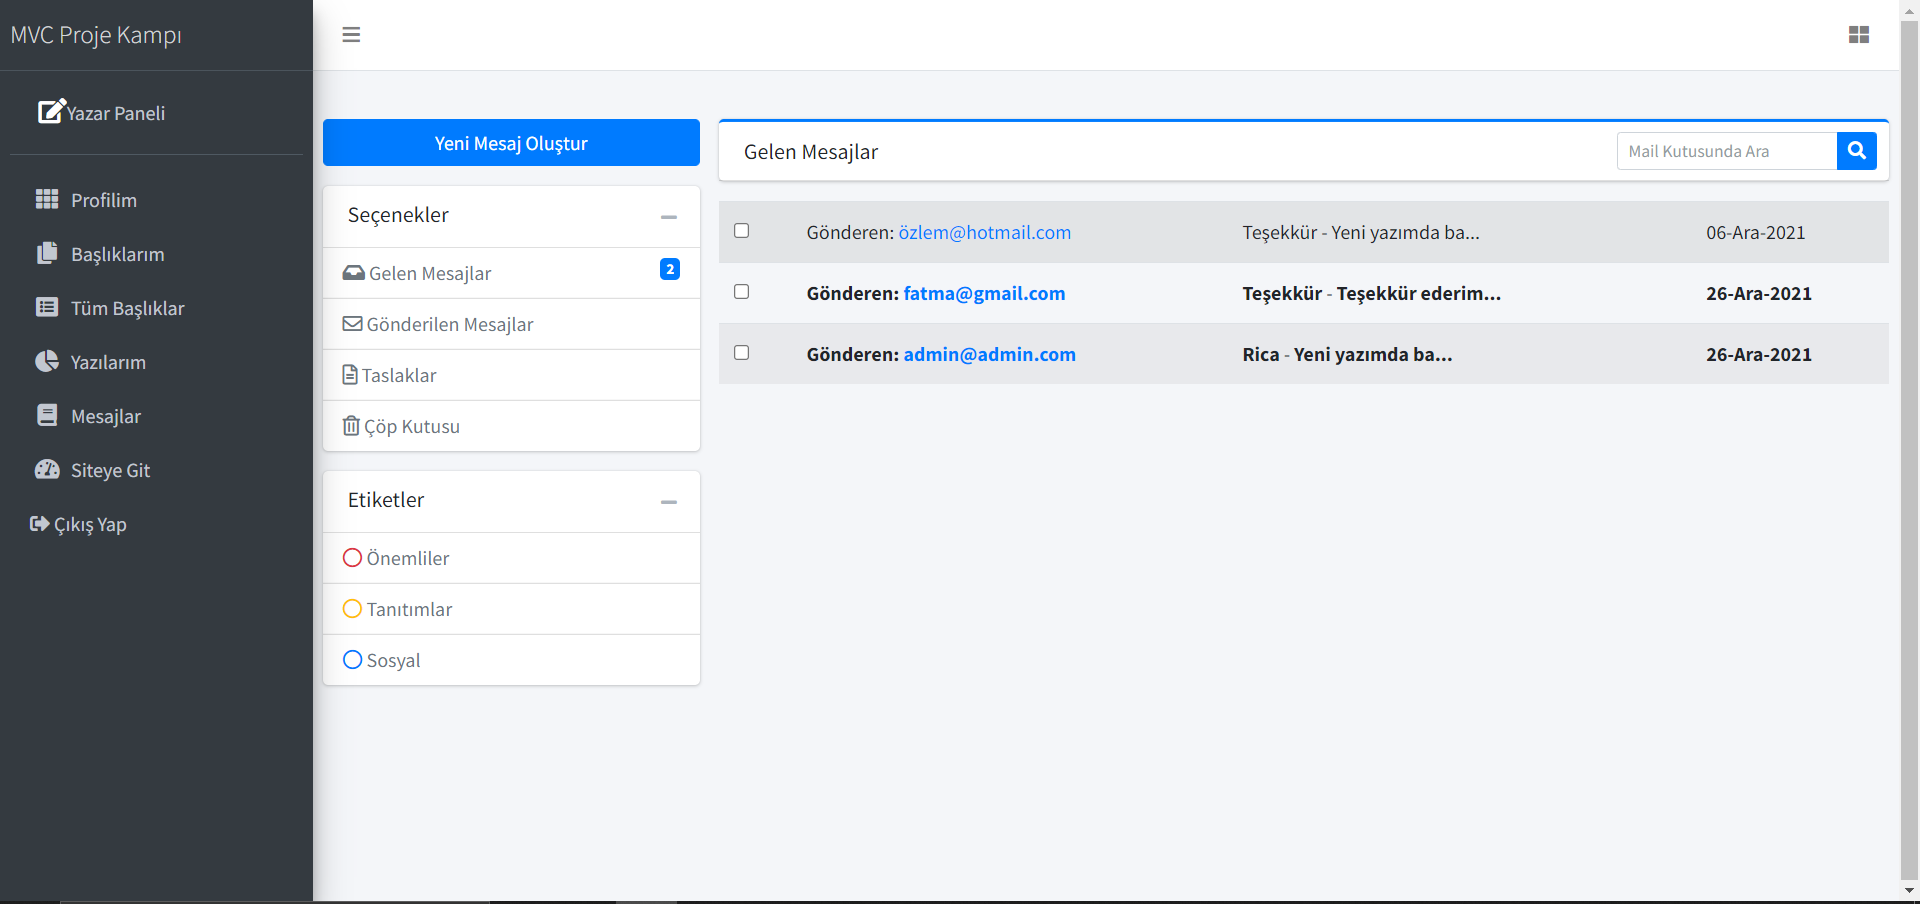 MVC Proje Kampı
Yazar Paneli
Profilim
Başlıklarım
Tüm Başlıklar
Yazılarım
Mesajlar
Siteye Git
Çıkış Yap
Yeni Mesaj Oluştur
Seçenekler
Gelen Mesajlar 2
Gönderilen Mesajlar
Taslaklar
Çöp Kutusu
Etiketler
Önemliler
Tanıtımlar
Sosyal
Gelen Mesajlar
Mail Kutusunda Ara
Gönderen: özlem@hotmail.com Teşekkür - Yeni yazımda ba... 06-Ara-2021
Gönderen: fatma@gmail.com Teşekkür - Teşekkür ederim... 26-Ara-2021
Gönderen: admin@admin.com Rica - Yeni yazımda ba... 26-Ara-2021